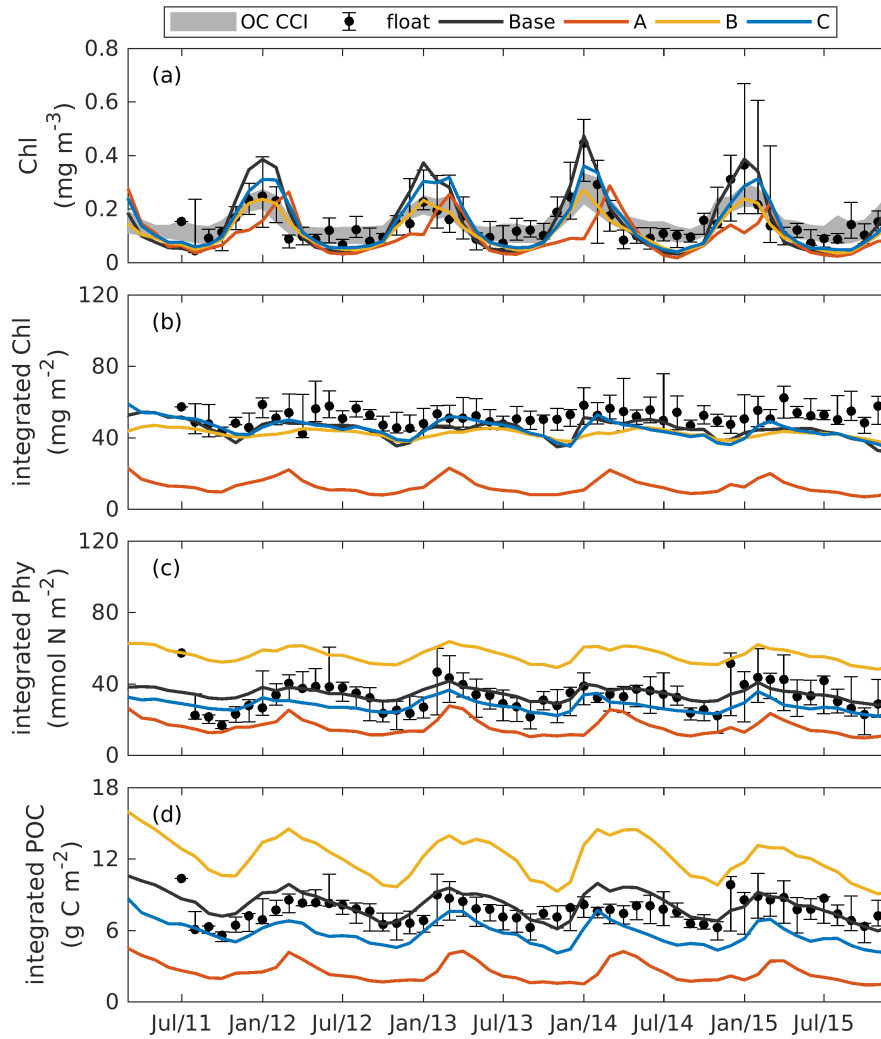 OC CCI float Base A B C
(a)
0.8
0.6
0.4
0.2
0
Chl
(mg m⁻³)
(b)
120
80
40
0
integrated Chl
(mg m⁻²)
(c)
120
80
40
0
integrated Phy
(mmol N m⁻²)
(d)
18
12
6
0
integrated POC
(g C m⁻²)
Jul/11 Jan/12 Jul/12 Jan/13 Jul/13 Jan/14 Jul/14 Jan/15 Jul/15